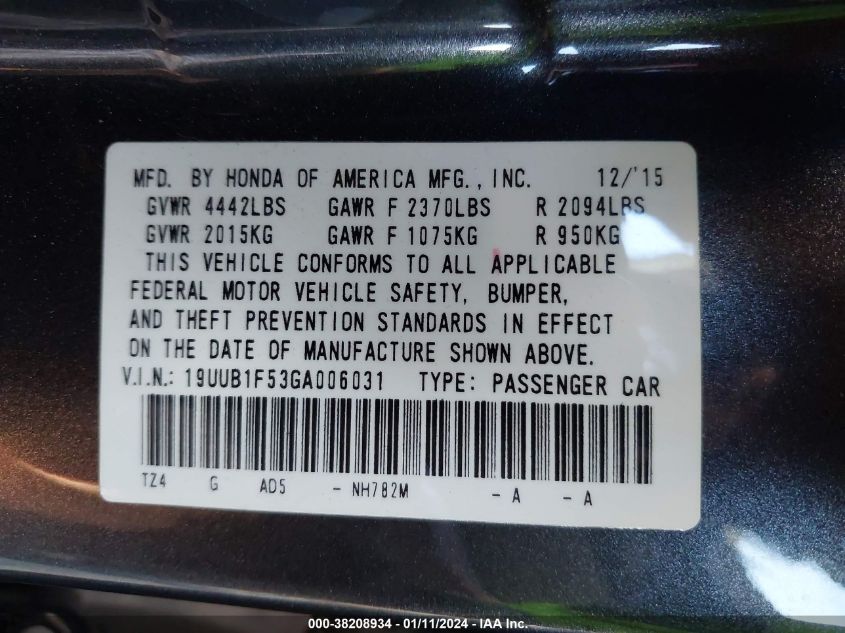 MFD. BY HONDA OF AMERICA MFG., INC. 12/'15
GVWR 4442LBS GAWR F 2370LBS R 2094LBS
GVWR 2015KG GAWR F 1075KG R 950KG
THIS VEHICLE CONFORMS TO ALL APPLICABLE
FEDERAL MOTOR VEHICLE SAFETY, BUMPER,
AND THEFT PREVENTION STANDARDS IN EFFECT
ON THE DATE OF MANUFACTURE SHOWN ABOVE.
V.I.N.: 19UUB1F53GA006031 TYPE: PASSENGER CAR
TZ4 G AD5 - NH782M - A - A
000-38208934 - 01/11/2024 - IAA Inc.